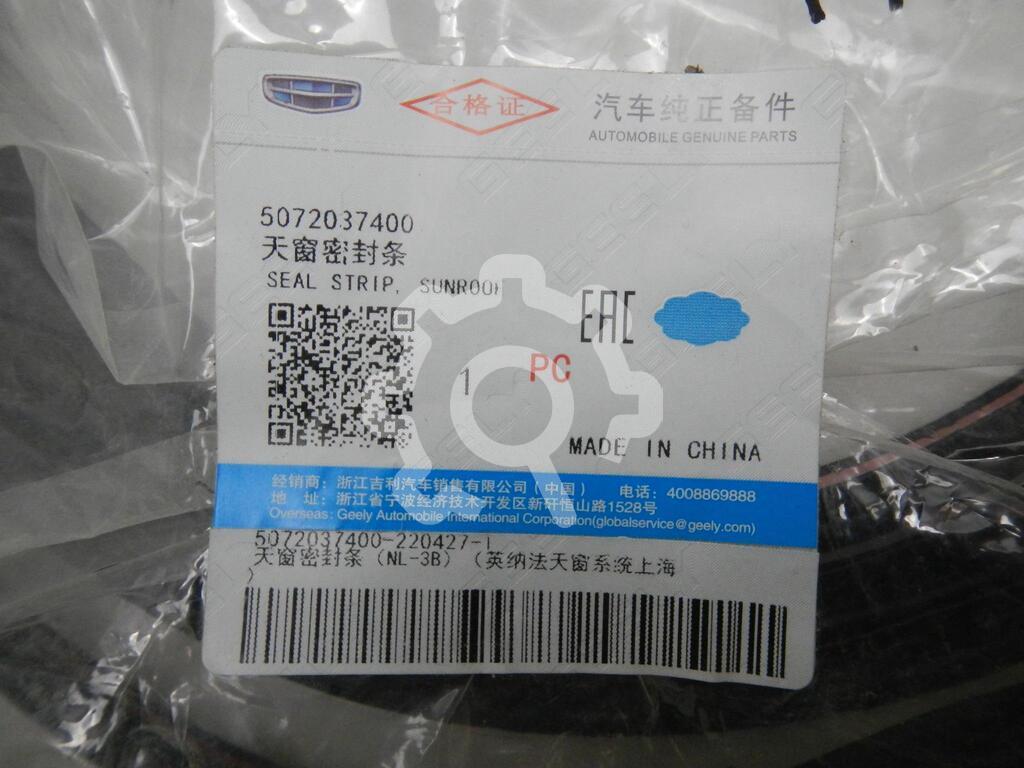 合格证
汽车纯正备件
AUTOMOBILE GENUINE PARTS
5072037400
天窗密封条
SEAL STRIP, SUNROOF
EAC
1 PC
MADE IN CHINA
经销商：浙江吉利汽车销售有限公司（中国） 电话：4008869888
地 址：浙江省宁波经济技术开发区新矸恒山路1528号
Overseas: Geely Automobile International Corporation(globalservice@geely.com)
5072037400-220427-1
天窗密封条（NL-3B）（英纳法天窗系统上海
）